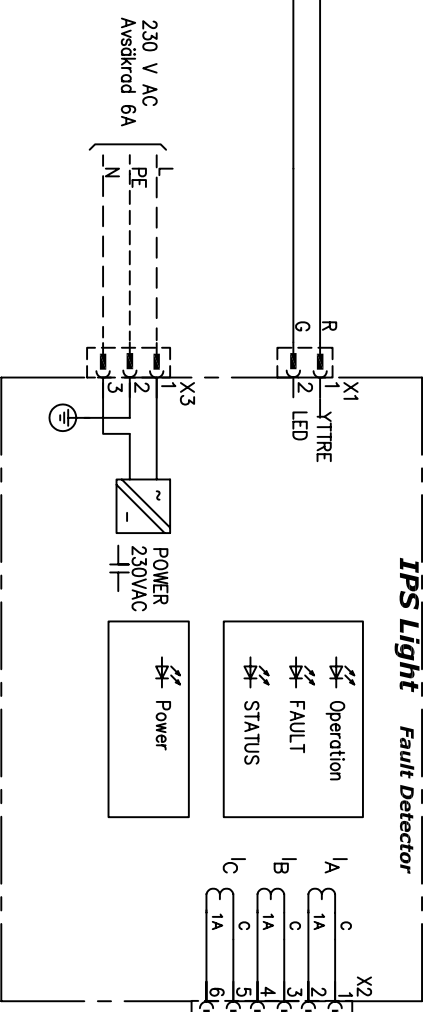 IPS Light Fault Detector
230 V AC
Avsäkrad 6A
L
PE
N
R
G
X1
1
2
YTTRE
LED
X3
1
2
3
~
-
POWER
230VAC
Operation
FAULT
STATUS
Power
IA
IB
IC
C
1A
C
1A
C
1A
X2
1
2
3
4
5
6